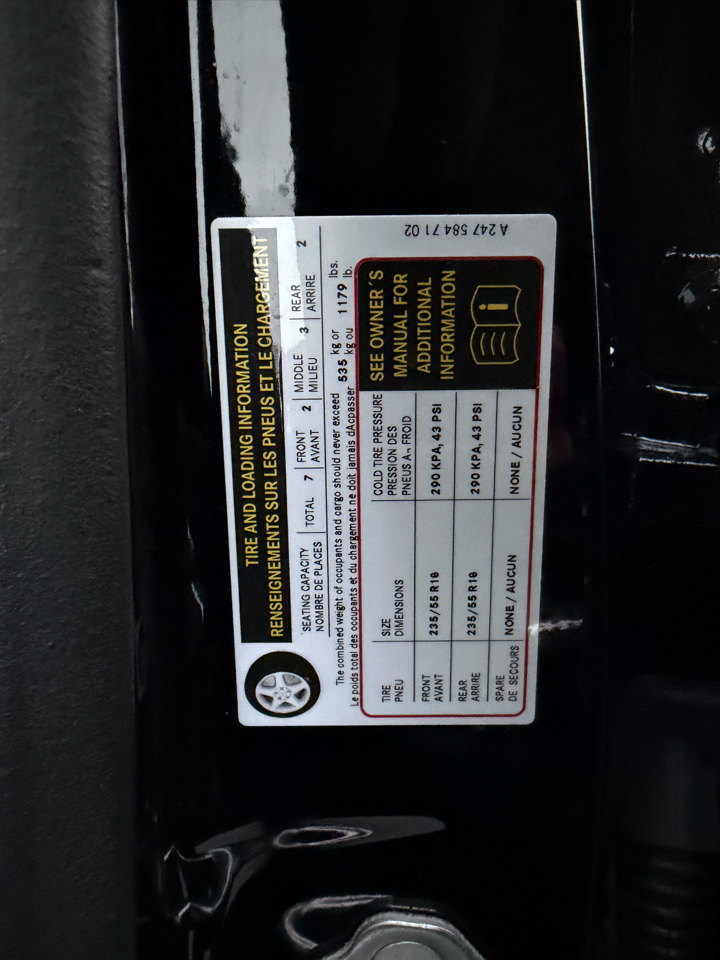 TIRE AND LOADING INFORMATION
RENSEIGNEMENTS SUR LES PNEUS ET LE CHARGEMENT
SEATING CAPACITY TOTAL 7 FRONT 2 MIDDLE 3 REAR 2
NOMBRE DE PLACES AVANT MILIEU ARRIRE
The combined weight of occupants and cargo should never exceed 535 kg or 1179 lbs.
Le poids total des occupants et du chargement ne doit jamais dAcpasser kg ou lb.
TIRE SIZE COLD TIRE PRESSURE
PNEU DIMENSIONS PRESSION DES
PNEUS A¬ FROID
FRONT 235/55 R18 290 KPA, 43 PSI
AVANT
REAR 235/55 R18 290 KPA, 43 PSI
ARRIRE
SPARE NONE / AUCUN NONE / AUCUN
DE SECOURS
SEE OWNER´S
MANUAL FOR
ADDITIONAL
INFORMATION
A 247 584 71 02